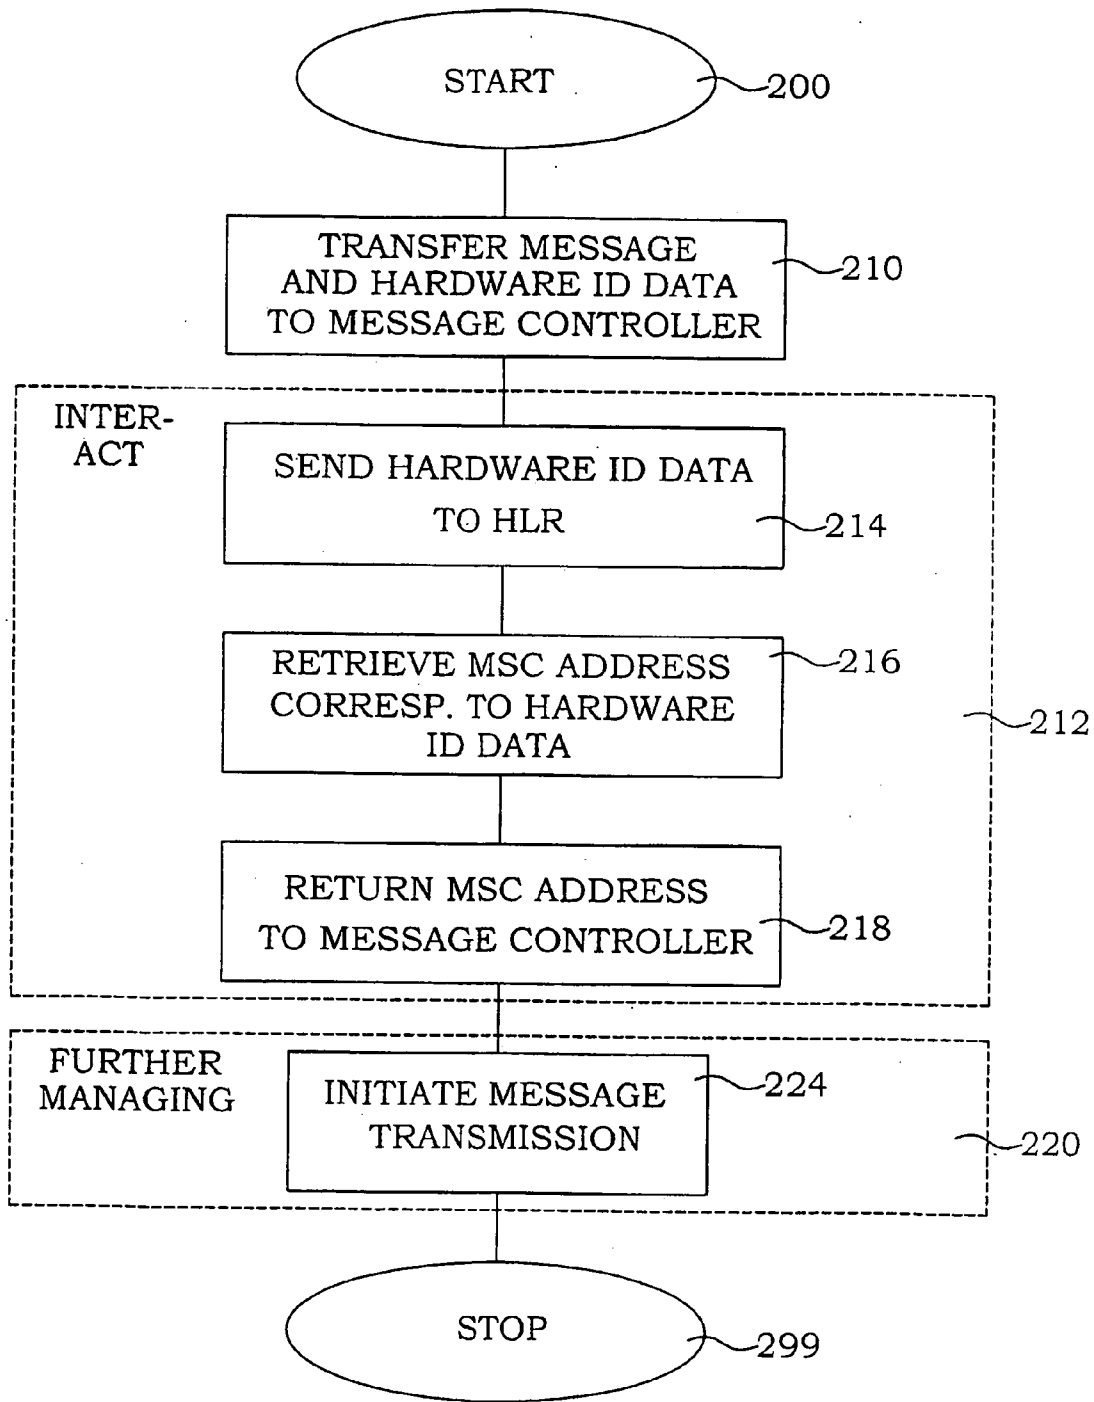 START
200
TRANSFER MESSAGE
AND HARDWARE ID DATA
TO MESSAGE CONTROLLER
210
INTER-
ACT
SEND HARDWARE ID DATA
TO HLR
214
RETRIEVE MSC ADDRESS
CORRESP. TO HARDWARE
ID DATA
216
212
RETURN MSC ADDRESS
TO MESSAGE CONTROLLER
218
FURTHER
MANAGING
INITIATE MESSAGE
TRANSMISSION
224
220
STOP
299